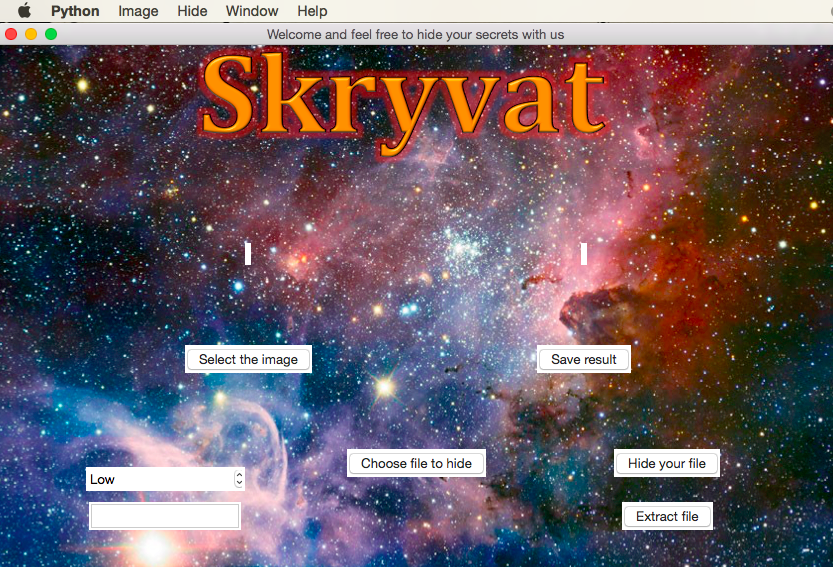 Python Image Hide Window Help
Welcome and feel free to hide your secrets with us
Skryvat
Select the image
Save result
Choose file to hide
Hide your file
Low
Extract file